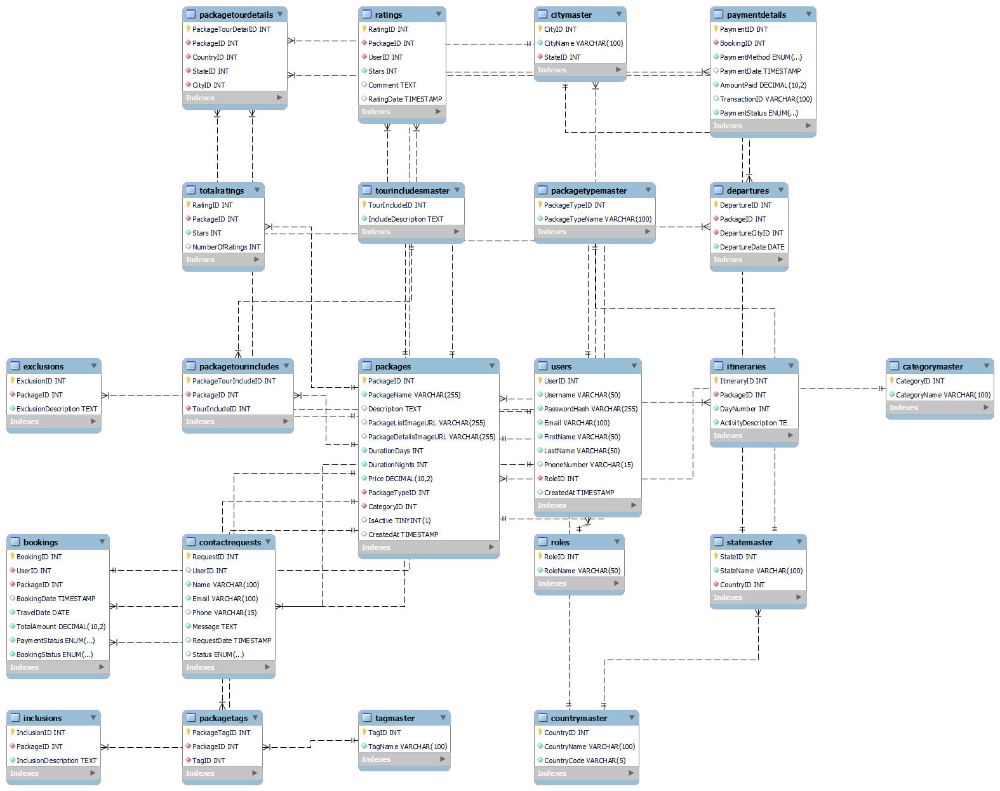 packagetourdetails
PackageTourDetailID INT
PackageID INT
CountryID INT
StateID INT
CityID INT
Indexes
ratings
RatingID INT
PackageID INT
UserID INT
Stars INT
Comment TEXT
RatingDate TIMESTAMP
Indexes
citymaster
CityID INT
CityName VARCHAR(100)
StateID INT
Indexes
paymentdetails
PaymentID INT
BookingID INT
PaymentMethod ENUM(...)
PaymentDate TIMESTAMP
AmountPaid DECIMAL(10,2)
TransactionID VARCHAR(100)
PaymentStatus ENUM(...)
Indexes
totalratings
RatingID INT
PackageID INT
Stars INT
NumberOfRatings INT
Indexes
tourincludesmaster
TourIncludeID INT
IncludeDescription TEXT
Indexes
packagetypemaster
PackageTypeID INT
PackageTypeName VARCHAR(100)
Indexes
departures
DepartureID INT
PackageID INT
DepartureCityID INT
DepartureDate DATE
Indexes
exclusions
ExclusionID INT
PackageID INT
ExclusionDescription TEXT
Indexes
packagetourincludes
PackageTourIncludeID INT
PackageID INT
TourIncludeID INT
Indexes
packages
PackageID INT
PackageName VARCHAR(255)
Description TEXT
PackageListImageURL VARCHAR(255)
PackageDetailsImageURL VARCHAR(255)
DurationDays INT
DurationNights INT
Price DECIMAL(10,2)
PackageTypeID INT
CategoryID INT
IsActive TINYINT(1)
CreatedAt TIMESTAMP
Indexes
users
UserID INT
Username VARCHAR(50)
PasswordHash VARCHAR(255)
Email VARCHAR(100)
FirstName VARCHAR(50)
LastName VARCHAR(50)
PhoneNumber VARCHAR(15)
RoleID INT
CreatedAt TIMESTAMP
Indexes
itineraries
ItineraryID INT
PackageID INT
DayNumber INT
ActivityDescription TE...
Indexes
categorymaster
CategoryID INT
CategoryName VARCHAR(100)
Indexes
bookings
BookingID INT
UserID INT
PackageID INT
BookingDate TIMESTAMP
TravelDate DATE
TotalAmount DECIMAL(10,2)
PaymentStatus ENUM(...)
BookingStatus ENUM(...)
Indexes
contactrequests
RequestID INT
UserID INT
Name VARCHAR(100)
Email VARCHAR(100)
Phone VARCHAR(15)
Message TEXT
RequestDate TIMESTAMP
Status ENUM(...)
Indexes
roles
RoleID INT
RoleName VARCHAR(50)
Indexes
statemaster
StateID INT
StateName VARCHAR(100)
CountryID INT
Indexes
inclusions
InclusionID INT
PackageID INT
InclusionDescription TEXT
Indexes
packagetags
PackageTagID INT
PackageID INT
TagID INT
Indexes
tagmaster
TagID INT
TagName VARCHAR(100)
Indexes
countrymaster
CountryID INT
CountryName VARCHAR(100)
CountryCode VARCHAR(5)
Indexes